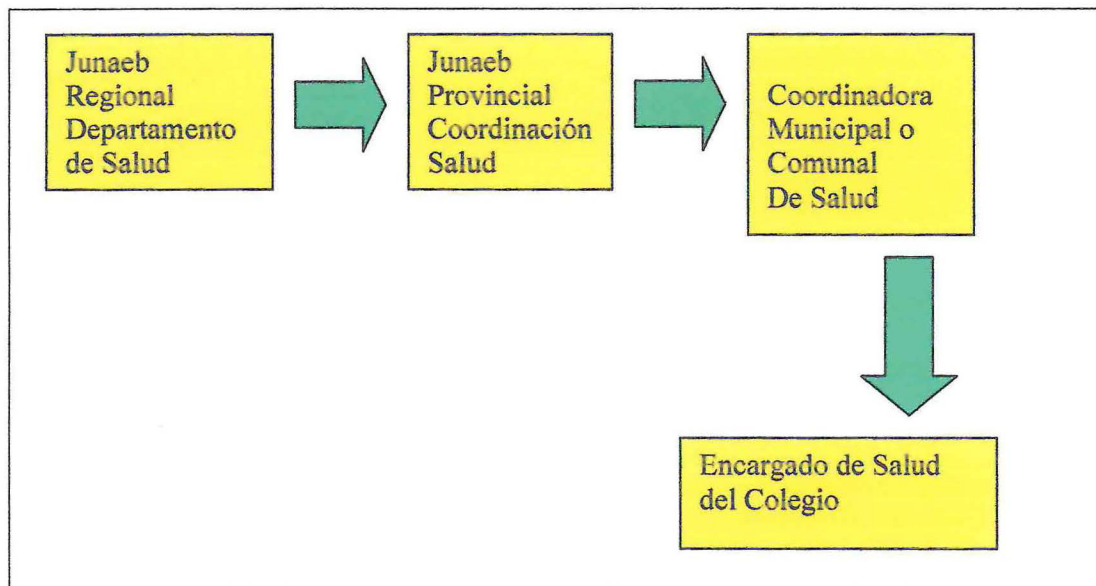 Junaeb
Regional
Departamento
de Salud
Junaeb
Provincial
Coordinación
Salud
Coordinadora
Municipal o
Comunal
De Salud
Encargado de Salud
del Colegio